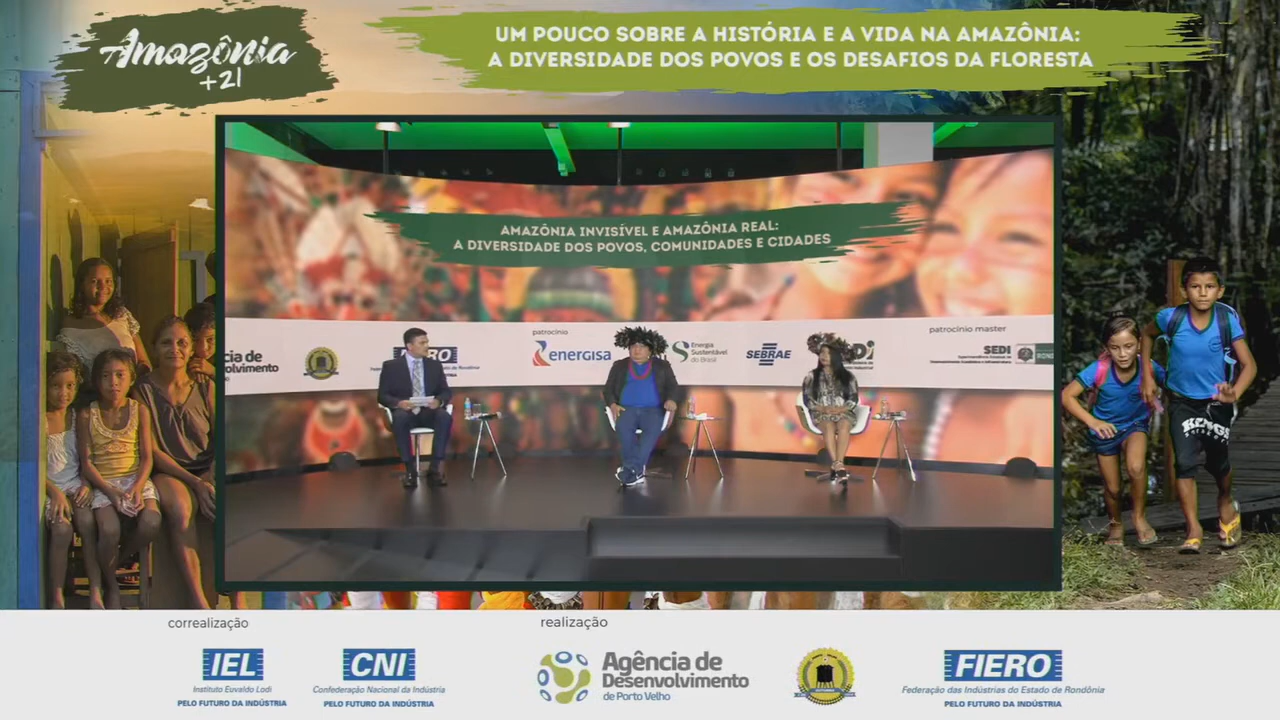 Amazônia
+21
UM POUCO SOBRE A HISTÓRIA E A VIDA NA AMAZÔNIA:
A DIVERSIDADE DOS POVOS E OS DESAFIOS DA FLORESTA
AMAZÔNIA INVISÍVEL E AMAZÔNIA REAL:
A DIVERSIDADE DOS POVOS, COMUNIDADES E CIDADES
patrocínio
patrocínio master
energisa
Energia
Sustentável
do Brasil
SEBRAE
SEDI
KINGS
correalização
realização
IEL
Instituto Euvaldo Lodi
PELO FUTURO DA INDÚSTRIA
CNI
Confederação Nacional da Indústria
PELO FUTURO DA INDÚSTRIA
Agência de
Desenvolvimento
de Porto Velho
FIERO
Federação das Indústrias do Estado de Rondônia
PELO FUTURO DA INDÚSTRIA